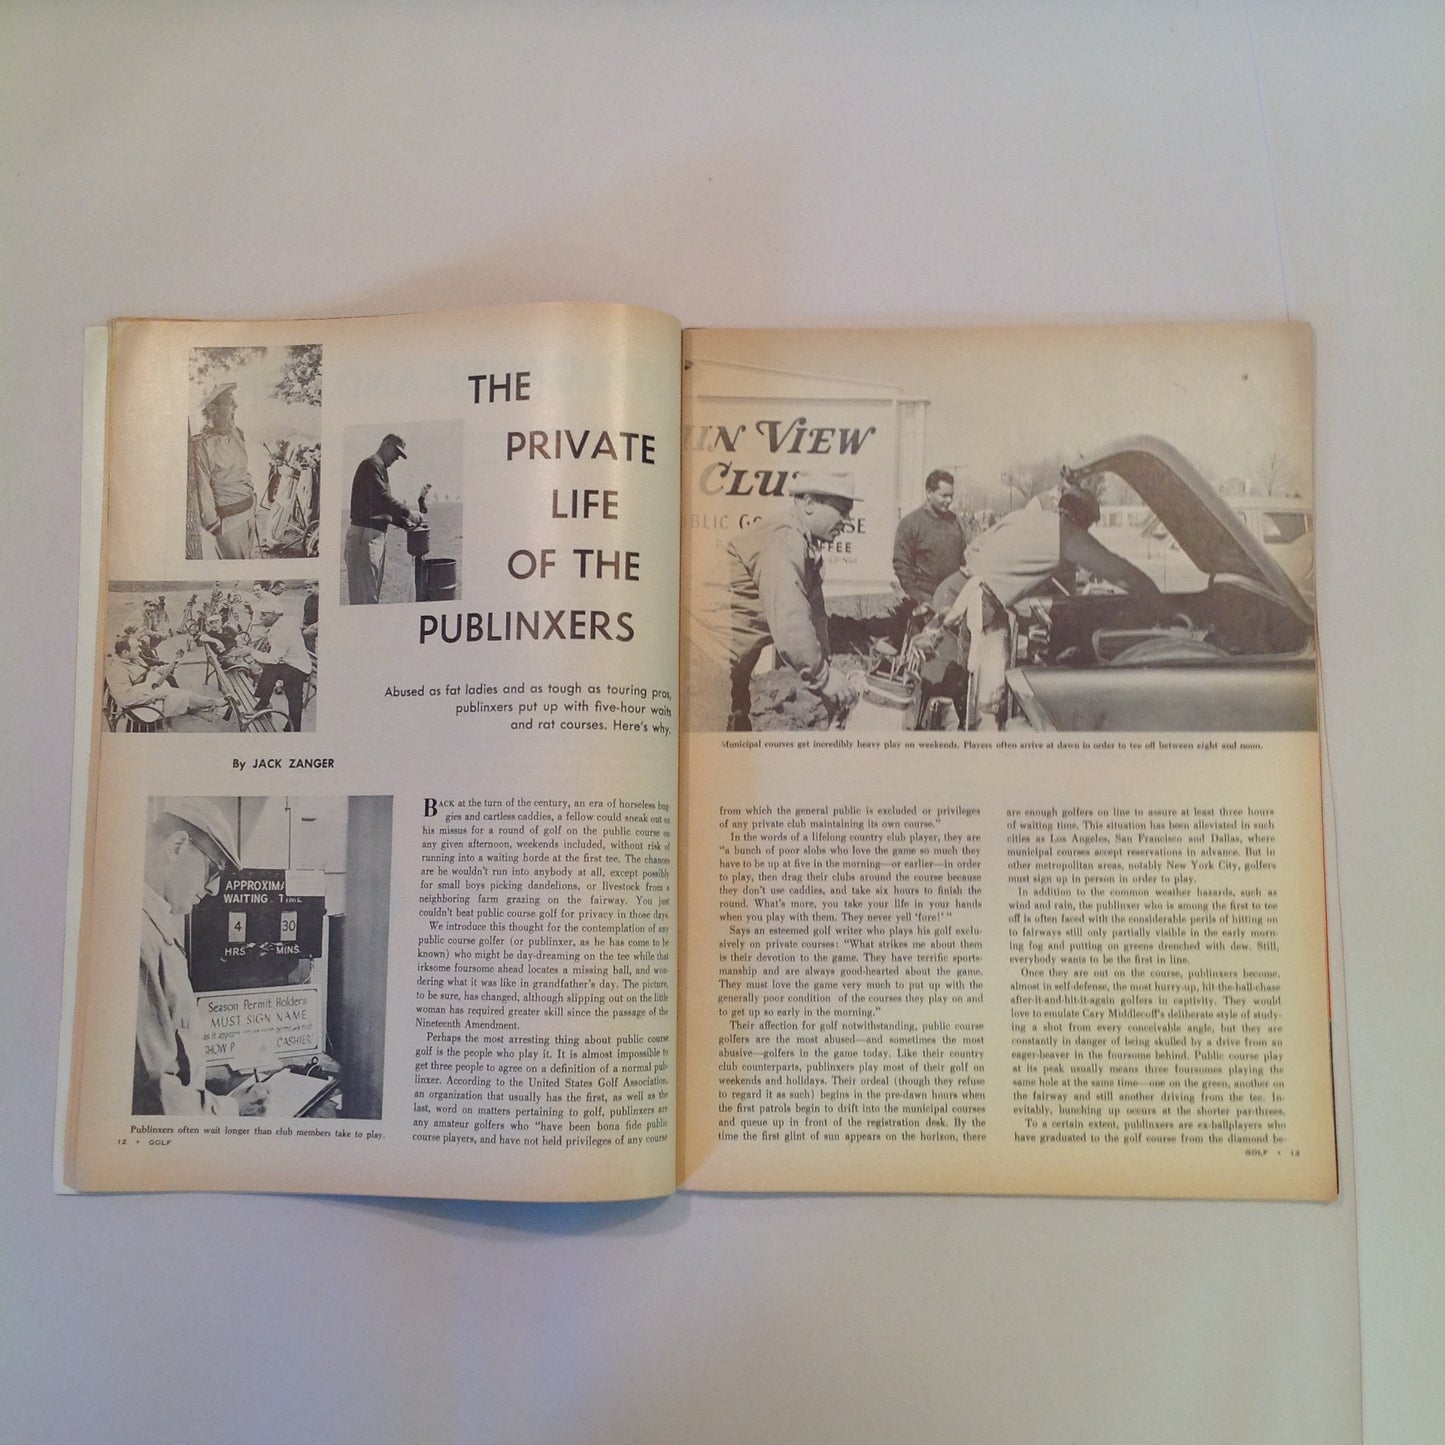 THE
PRIVATE
LIFE
OF THE
PUBLINXERS
Abused as fat ladies and as tough as touring pros,
publinxers put up with five-hour waits
and rat courses. Here's why.
By JACK ZANGER
APPROXIMA
WAITING TIME
4 30
HRS MINS.
Season Permit Holders
MUST SIGN NAME
CASHIER
Publinxers often wait longer than club members take to play.
12 • GOLF
BACK at the turn of the century, an era of horseless bug-
gies and cartless caddies, a fellow could sneak out on
his missus for a round of golf on the public course on
any given afternoon, weekends included, without risk of
running into a waiting horde at the first tee. The chances
are he wouldn't run into anybody at all, except possibly
for small boys picking dandelions, or livestock from a
neighboring farm grazing on the fairway. You just
couldn't beat public course golf for privacy in those days.
We introduce this thought for the contemplation of any
public course golfer (or publinxer, as he has come to be
known) who might be day-dreaming on the tee while that
irksome foursome ahead locates a missing ball, and won-
dering what it was like in grandfather's day. The picture,
to be sure, has changed, although slipping out on the little
woman has required greater skill since the passage of the
Nineteenth Amendment.
Perhaps the most arresting thing about public course
golf is the people who play it. It is almost impossible to
get three people to agree on a definition of a normal pub-
linxer. According to the United States Golf Association,
an organization that usually has the first, as well as the
last, word on matters pertaining to golf, publinxers are
any amateur golfers who "have been bona fide public
course players, and have not held privileges of any course
IN VIEW
CLU
BLIC GO SE
FFEE
Municipal courses get incredibly heavy play on weekends. Players often arrive at dawn in order to tee off between eight and noon.
from which the general public is excluded or privileges
of any private club maintaining its own course."
In the words of a lifelong country club player, they are
"a bunch of poor slobs who love the game so much they
have to be up at five in the morning—or earlier—in order
to play, then drag their clubs around the course because
they don't use caddies, and take six hours to finish the
round. What's more, you take your life in your hands
when you play with them. They never yell 'fore!' "
Says an esteemed golf writer who plays his golf exclu-
sively on private courses: "What strikes me about them
is their devotion to the game. They have terrific sports-
manship and are always good-hearted about the game.
They must love the game very much to put up with the
generally poor condition of the courses they play on and
to get up so early in the morning."
Their affection for golf notwithstanding, public course
golfers are the most abused—and sometimes the most
abusive—golfers in the game today. Like their country
club counterparts, publinxers play most of their golf on
weekends and holidays. Their ordeal (though they refuse
to regard it as such) begins in the pre-dawn hours when
the first patrols begin to drift into the municipal courses
and queue up in front of the registration desk. By the
time the first glint of sun appears on the horizon, there
are enough golfers on line to assure at least three hours
of waiting time. This situation has been alleviated in such
cities as Los Angeles, San Francisco and Dallas, where
municipal courses accept reservations in advance. But in
other metropolitan areas, notably New York City, golfers
must sign up in person in order to play.
In addition to the common weather hazards, such as
wind and rain, the publinxer who is among the first to tee
off is often faced with the considerable perils of hitting on
to fairways still only partially visible in the early morn-
ing fog and putting on greens drenched with dew. Still,
everybody wants to be the first in line.
Once they are out on the course, publinxers become,
almost in self-defense, the most hurry-up, hit-the-ball-chase
after-it-and-hit-it-again golfers in captivity. They would
love to emulate Cary Middlecoff's deliberate style of study-
ing a shot from every conceivable angle, but they are
constantly in danger of being skulled by a drive from an
eager-beaver in the foursome behind. Public course play
at its peak usually means three foursomes playing the
same hole at the same time—one on the green, another on
the fairway and still another driving from the tee. In-
evitably, bunching up occurs at the shorter par-threes.
To a certain extent, publinxers are ex-ballplayers who
have graduated to the golf course from the diamond be-
GOLF • 13